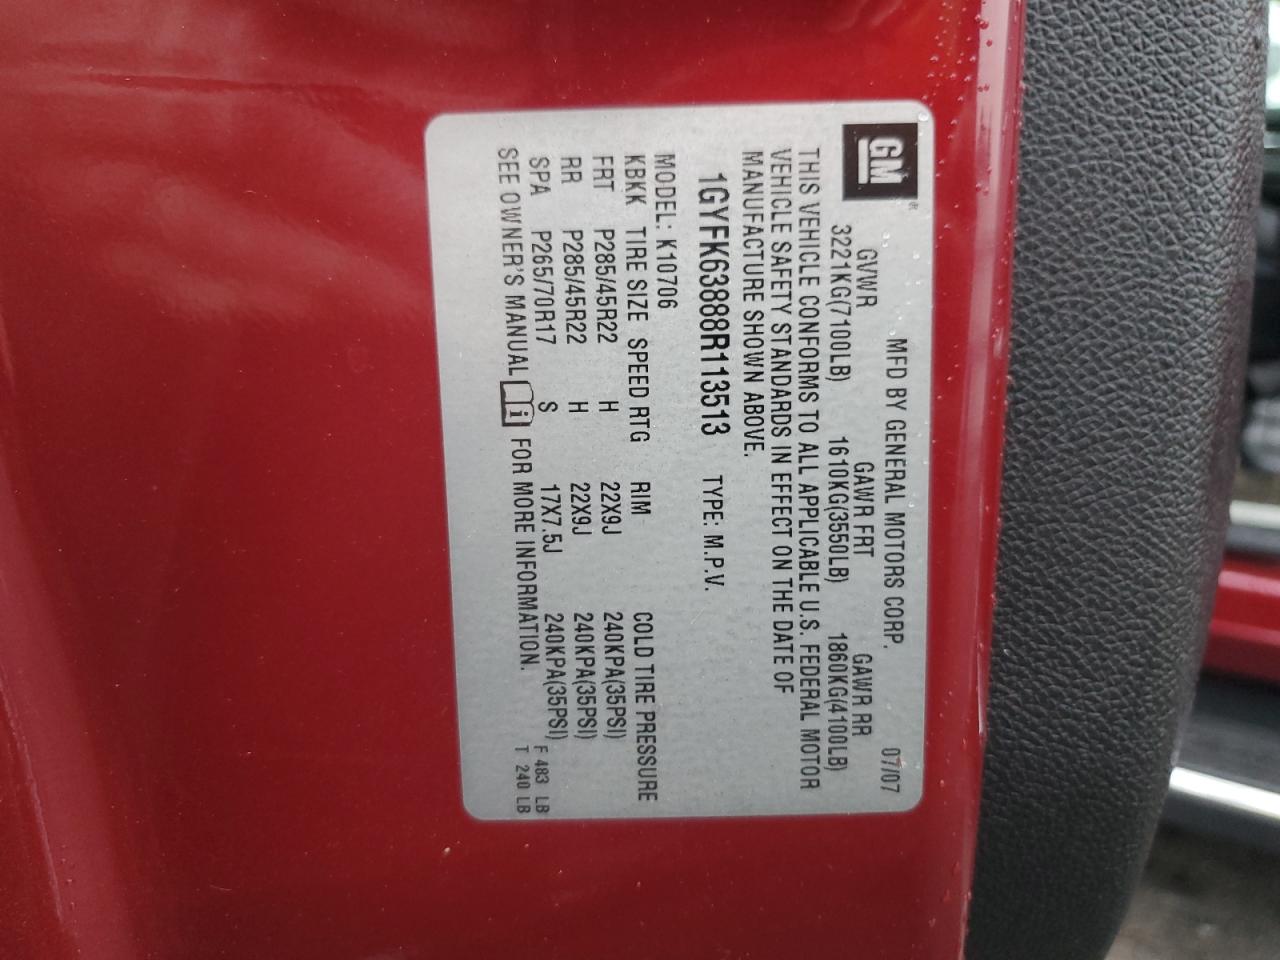 GM® MFD BY GENERAL MOTORS CORP. 07/07
GVWR GAWR FRT GAWR RR
3221KG(7100LB) 1610KG(3550LB) 1860KG(4100LB)
THIS VEHICLE CONFORMS TO ALL APPLICABLE U.S. FEDERAL MOTOR
VEHICLE SAFETY STANDARDS IN EFFECT ON THE DATE OF
MANUFACTURE SHOWN ABOVE.
1GYFK63888R113513 TYPE: M.P.V.
MODEL: K10706
KBKK TIRE SIZE SPEED RTG RIM COLD TIRE PRESSURE
FRT P285/45R22 H 22X9J 240KPA(35PSI)
RR P285/45R22 H 22X9J 240KPA(35PSI)
SPA P265/70R17 S 17X7.5J 240KPA(35PSI)
SEE OWNER'S MANUAL i FOR MORE INFORMATION.
F 483 LB
T 240 LB